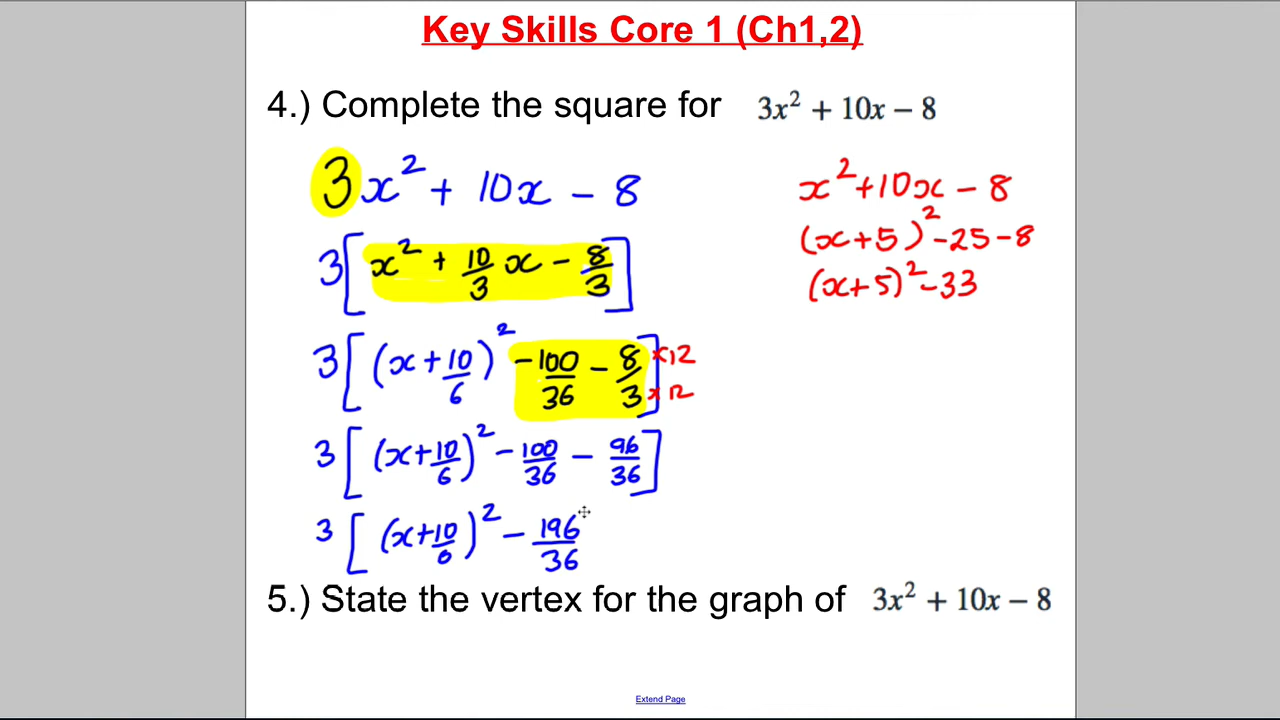 Key Skills Core 1 (Ch1,2)
4.) Complete the square for 3x² + 10x − 8
3x² + 10x − 8
3[x² + 10/3 x − 8/3]
3[(x + 10/6)² − 100/36 − 8/3] ×12 ×12
3[(x + 10/6)² − 100/36 − 96/36]
3[(x + 10/6)² − 196/36
x² + 10x − 8
(x + 5)² − 25 − 8
(x + 5)² − 33
5.) State the vertex for the graph of 3x² + 10x − 8
Extend Page